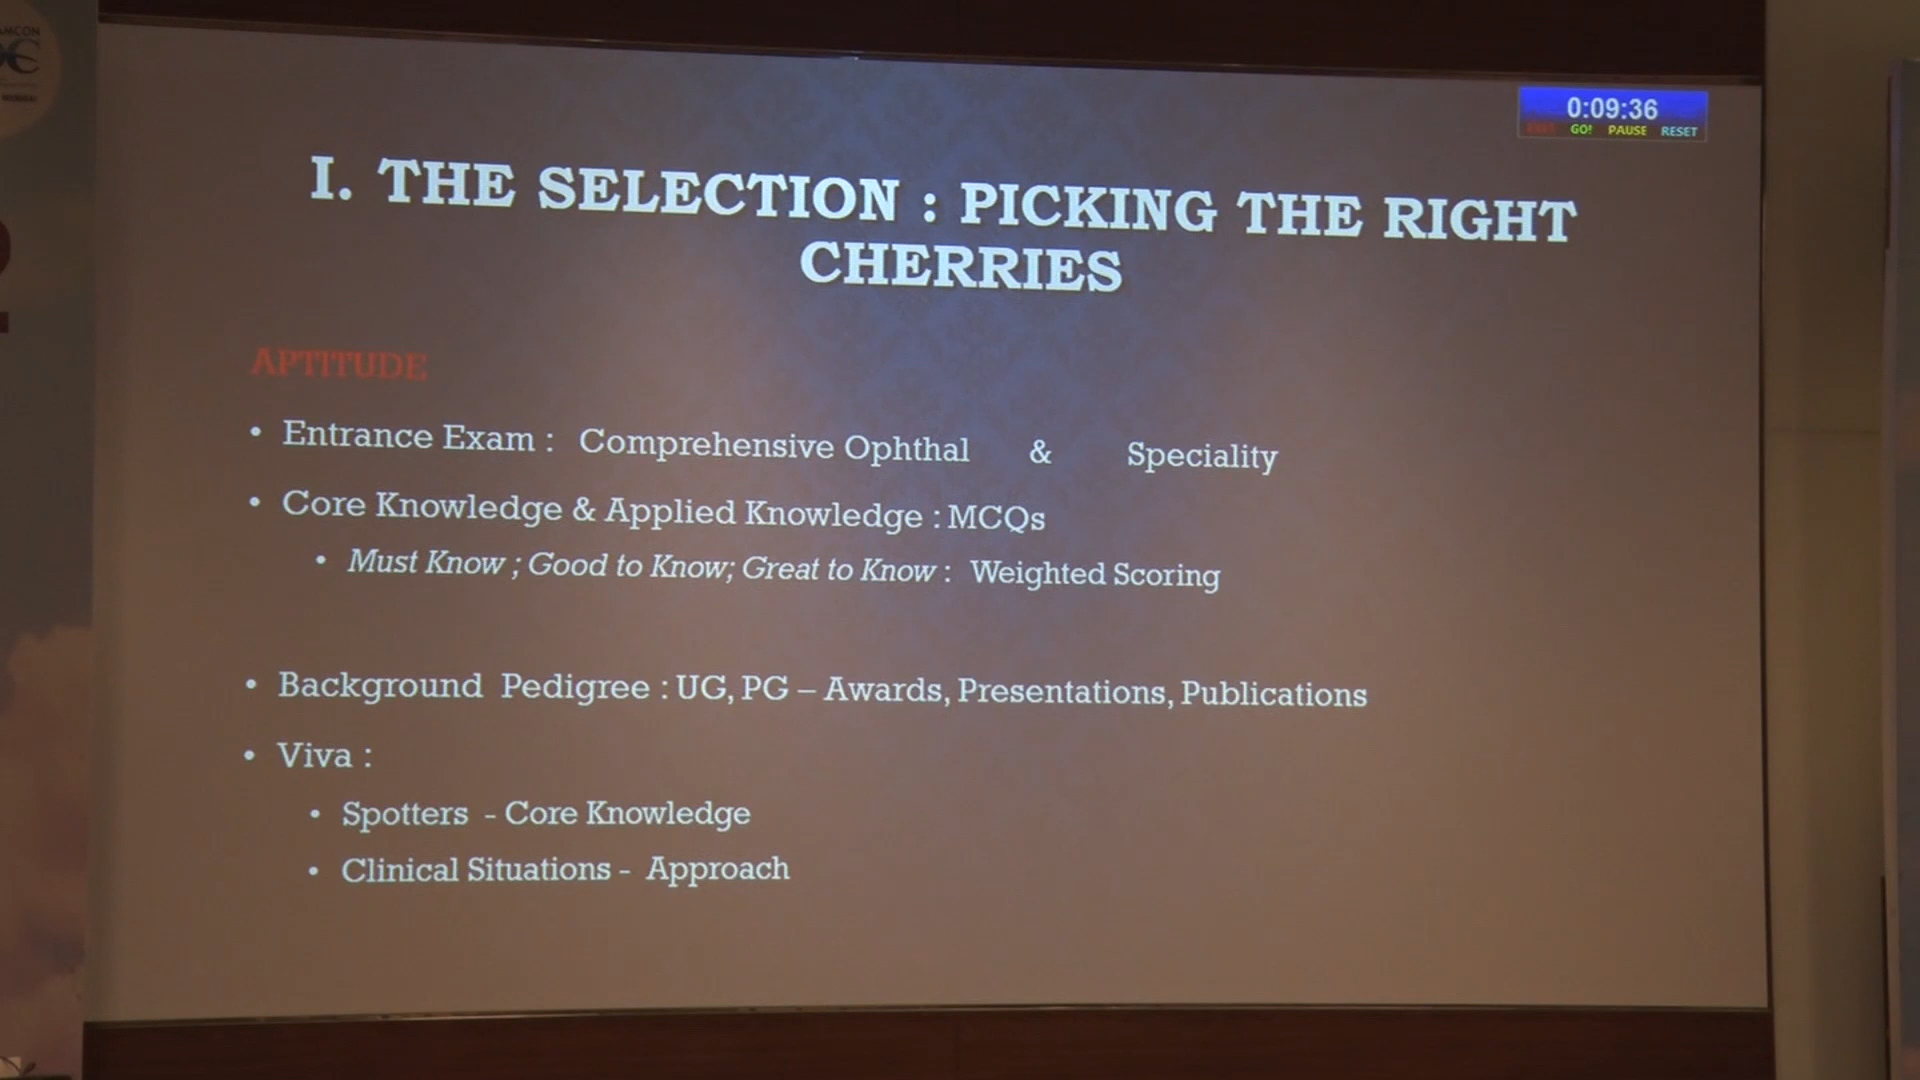 AMCON
0:09:36
GO! PAUSE RESET
I. THE SELECTION : PICKING THE RIGHT
CHERRIES
APTITUDE
• Entrance Exam : Comprehensive Ophthal & Speciality
• Core Knowledge & Applied Knowledge : MCQs
• Must Know ; Good to Know; Great to Know : Weighted Scoring
• Background Pedigree : UG, PG – Awards, Presentations, Publications
• Viva :
• Spotters - Core Knowledge
• Clinical Situations - Approach